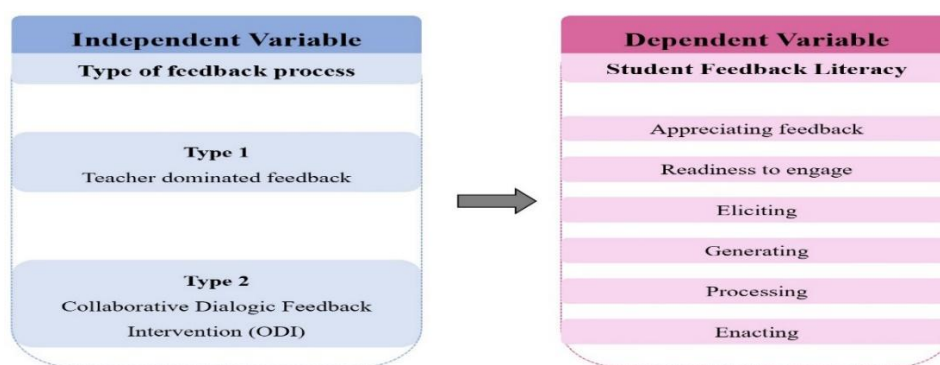 Independent Variable
Type of feedback process
Type 1
Teacher dominated feedback
Type 2
Collaborative Dialogic Feedback
Intervention (ODI)
Dependent Variable
Student Feedback Literacy
Appreciating feedback
Readiness to engage
Eliciting
Generating
Processing
Enacting